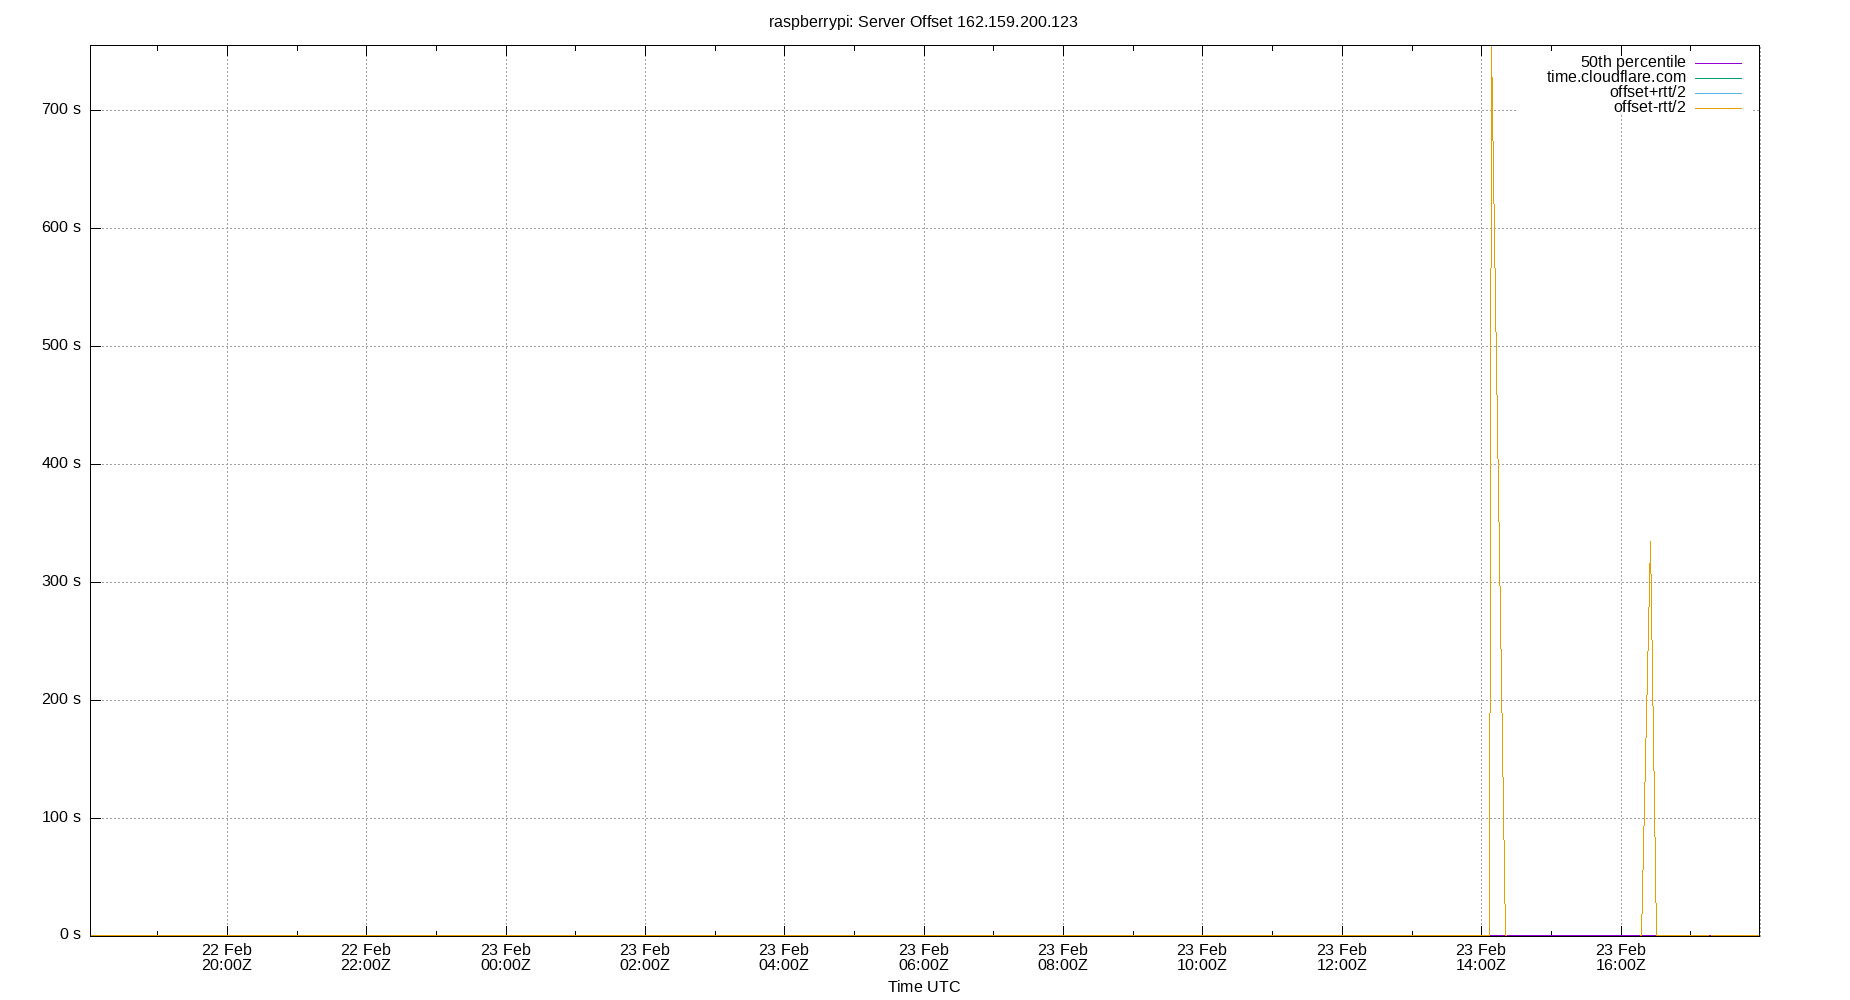 raspberrypi: Server Offset 162.159.200.123
50th percentile
time.cloudflare.com
offset+rtt/2
offset-rtt/2
700 s
600 s
500 s
400 s
300 s
200 s
100 s
0 s
22 Feb 22 Feb 23 Feb 23 Feb 23 Feb 23 Feb 23 Feb 23 Feb 23 Feb 23 Feb 23 Feb
20:00Z 22:00Z 00:00Z 02:00Z 04:00Z 06:00Z 08:00Z 10:00Z 12:00Z 14:00Z 16:00Z
Time UTC